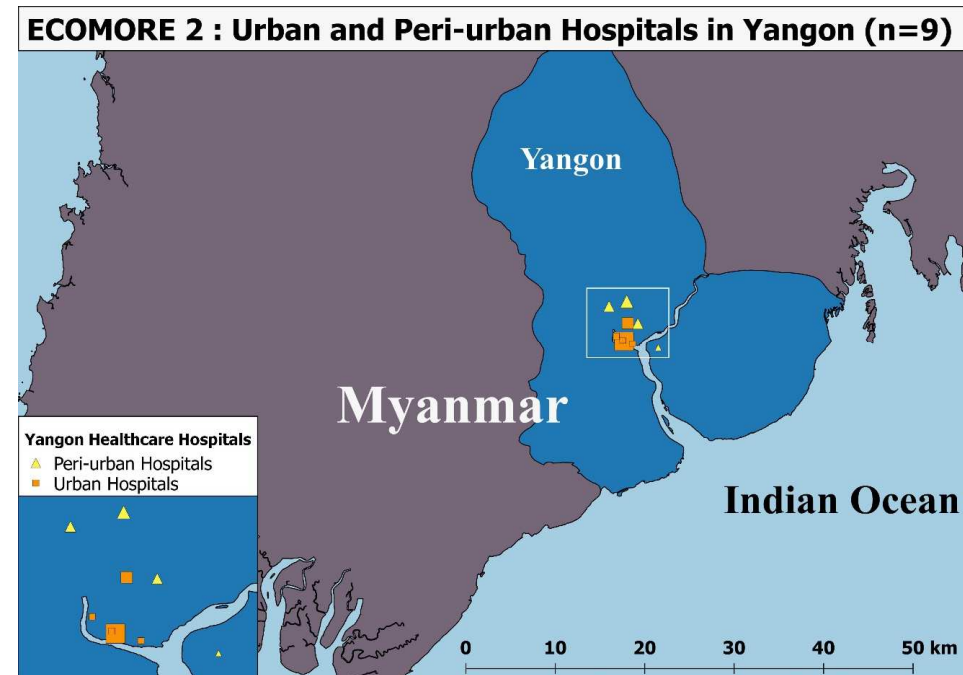 ECOMORE 2 : Urban and Peri-urban Hospitals in Yangon (n=9)
Yangon
Myanmar
Indian Ocean
Yangon Healthcare Hospitals
Peri-urban Hospitals
Urban Hospitals
0 10 20 30 40 50 km